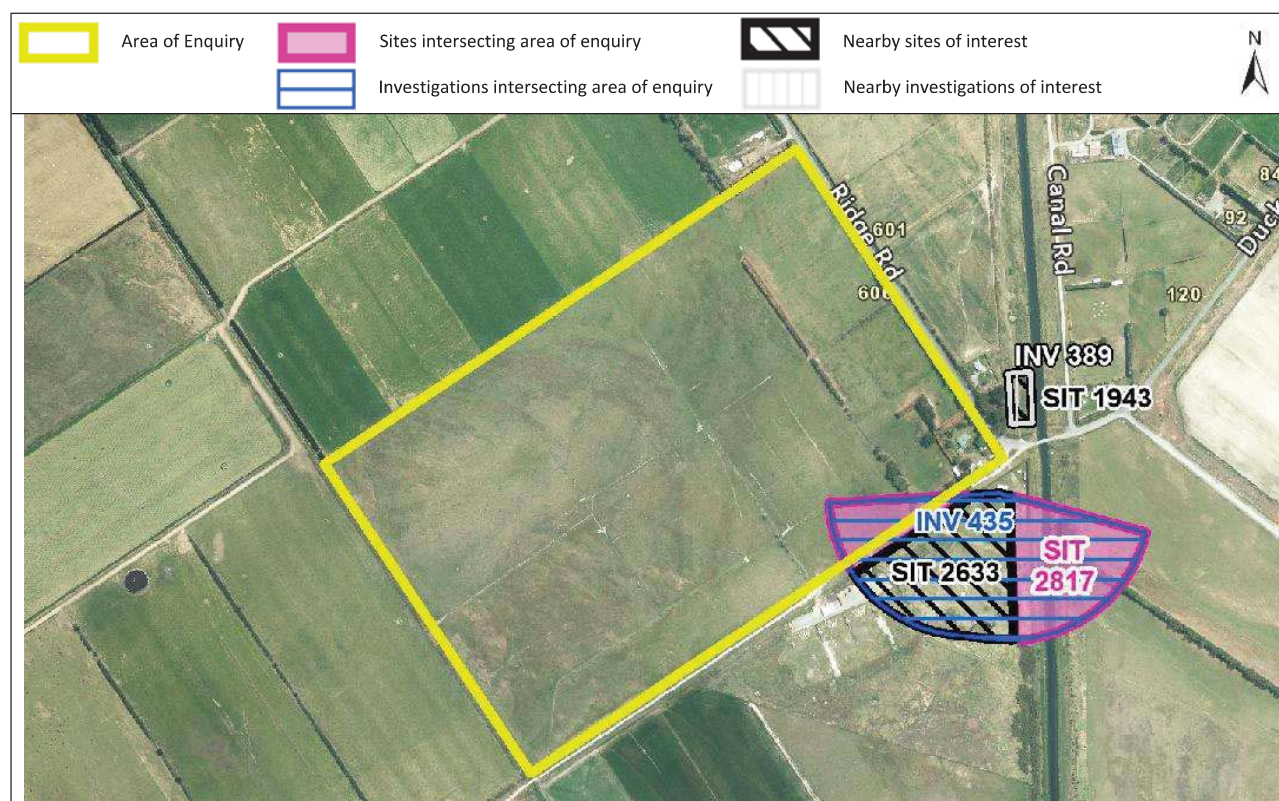 Area of Enquiry
Sites intersecting area of enquiry
Nearby sites of interest
N
Investigations intersecting area of enquiry
Nearby investigations of interest
Ridge Rd
601
606
Canal Rd
84
92
Duck
120
INV 389
SIT 1943
INV 435
SIT 2633
SIT
2817